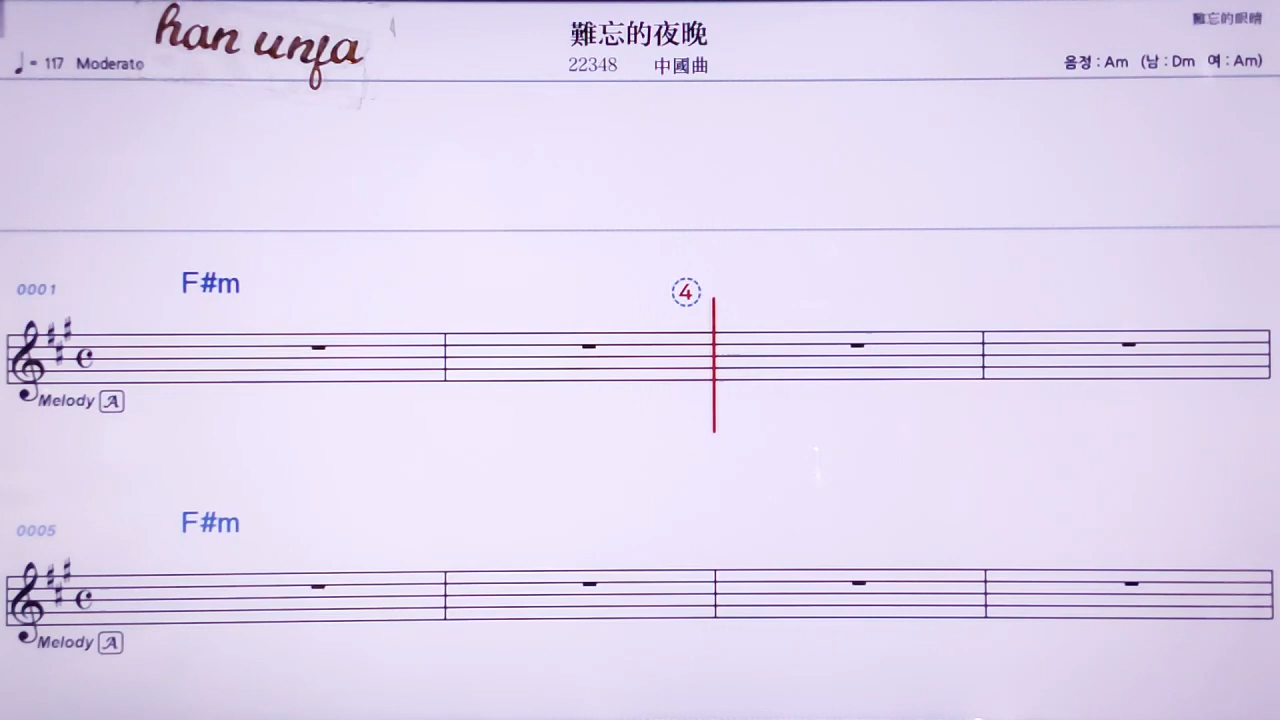 han unfa
難忘的夜晚
難忘的眼睛
♩= 117 Moderato
22348 中國曲
음정 : Am (남 : Dm 여 : Am)
0001 F#m 4
Melody A
0005 F#m
Melody A